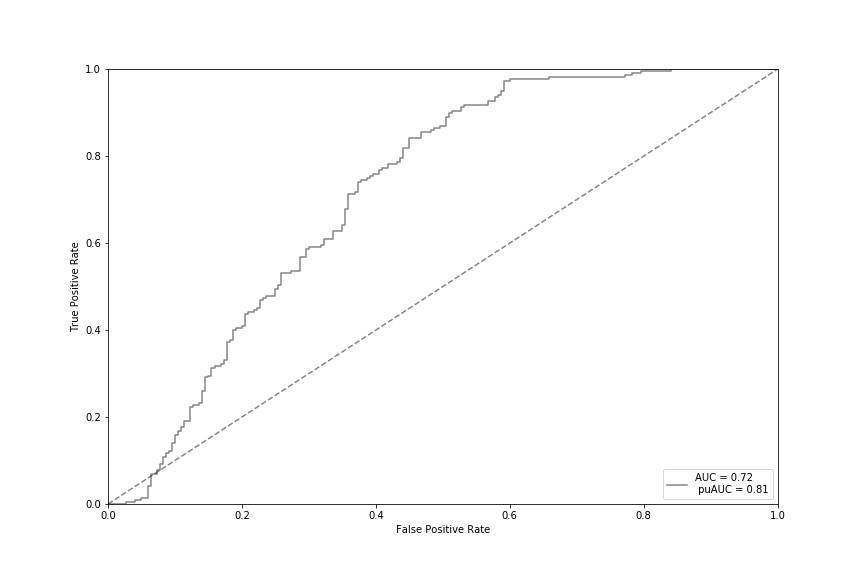 1.0
0.8
0.6
0.4
0.2
0.0
True Positive Rate
0.0 0.2 0.4 0.6 0.8 1.0
False Positive Rate
AUC = 0.72
puAUC = 0.81